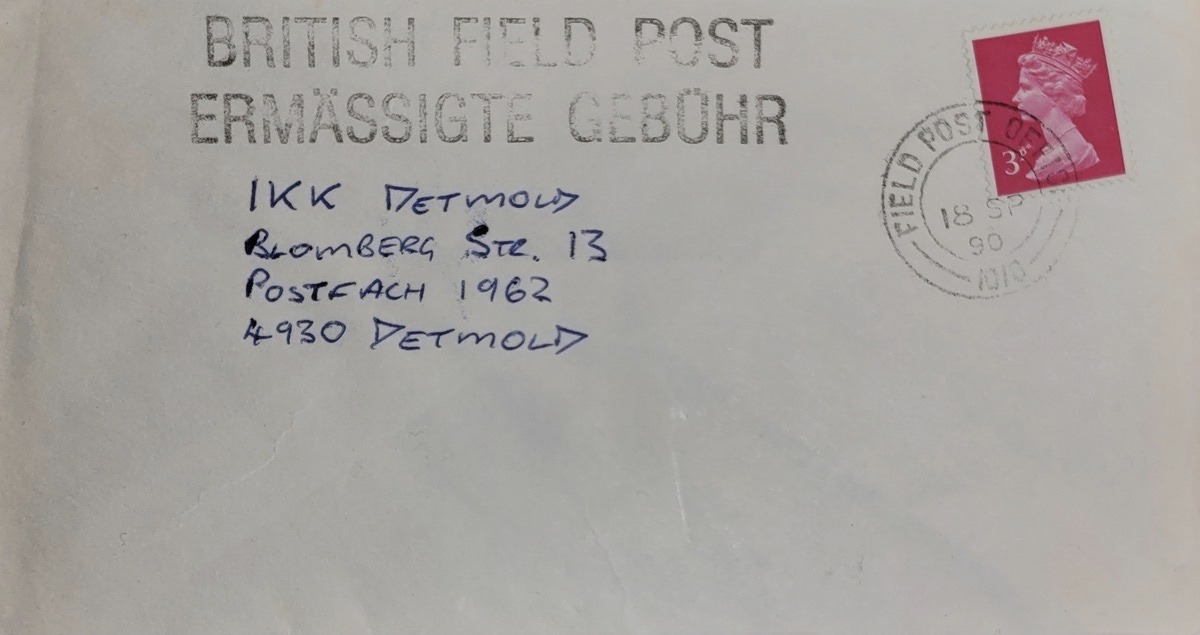 BRITISH FIELD POST
ERMÄSSIGTE GEBÜHR
IKK DETMOLD
BLOMBERG STR. 13
POSTFACH 1962
4930 DETMOLD
3P
FIELD POST OFFICE
18 SP
90
1010